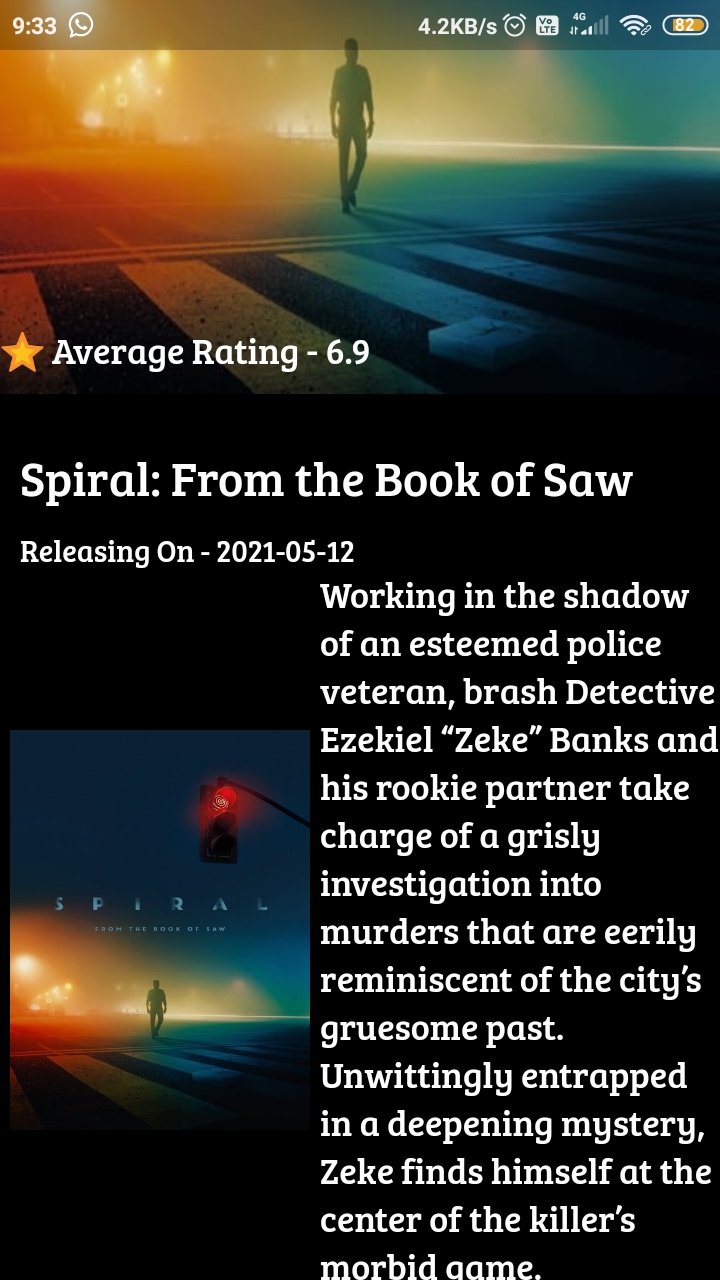 9:33
4.2KB/s
Vo
LTE
4G
82
Average Rating - 6.9
Spiral: From the Book of Saw
Releasing On - 2021-05-12
Working in the shadow
of an esteemed police
veteran, brash Detective
Ezekiel “Zeke” Banks and
his rookie partner take
charge of a grisly
investigation into
murders that are eerily
reminiscent of the city’s
gruesome past.
Unwittingly entrapped
in a deepening mystery,
Zeke finds himself at the
center of the killer’s
morbid game.
SPIRAL
FROM THE BOOK OF SAW